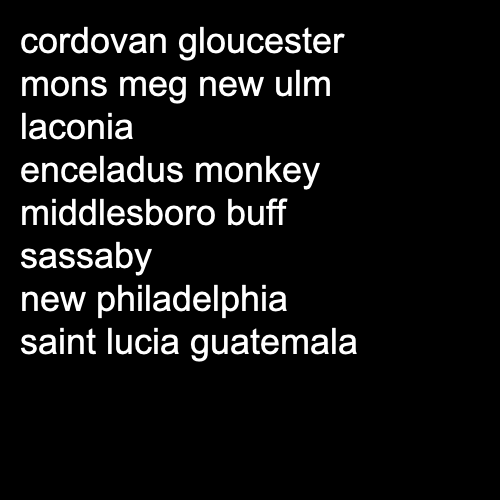 cordovan gloucester
mons meg new ulm
laconia
enceladus monkey
middlesboro buff
sassaby
new philadelphia
saint lucia guatemala